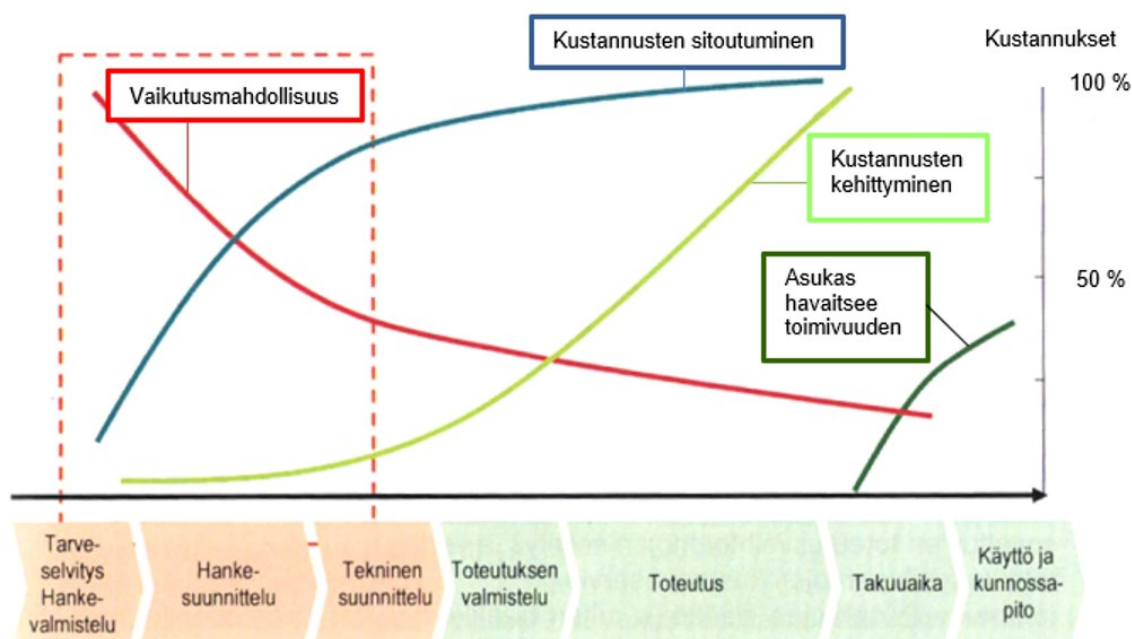 Kustannusten sitoutuminen
Kustannukset
Vaikutusmahdollisuus
100 %
Kustannusten
kehittyminen
50 %
Asukas
havaitsee
toimivuuden
Tarve-
selvitys
Hanke-
valmistelu
Hanke-
suunnittelu
Tekninen
suunnittelu
Toteutuksen
valmistelu
Toteutus
Takuuaika
Käyttö ja
kunnossa-
pito